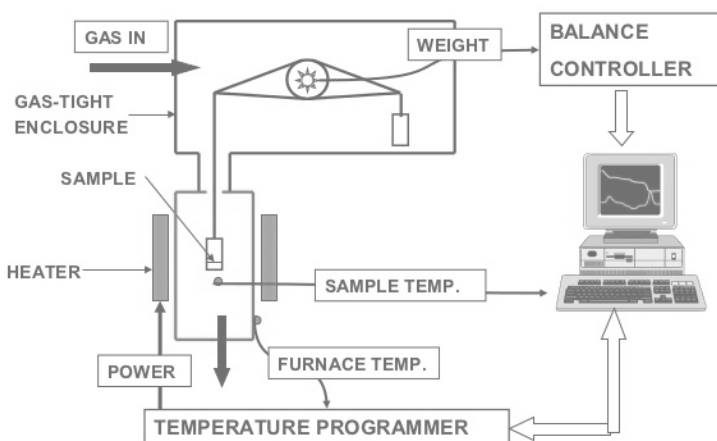 GAS IN
WEIGHT
BALANCE
CONTROLLER
GAS-TIGHT
ENCLOSURE
SAMPLE
HEATER
SAMPLE TEMP.
FURNACE TEMP.
POWER
TEMPERATURE PROGRAMMER